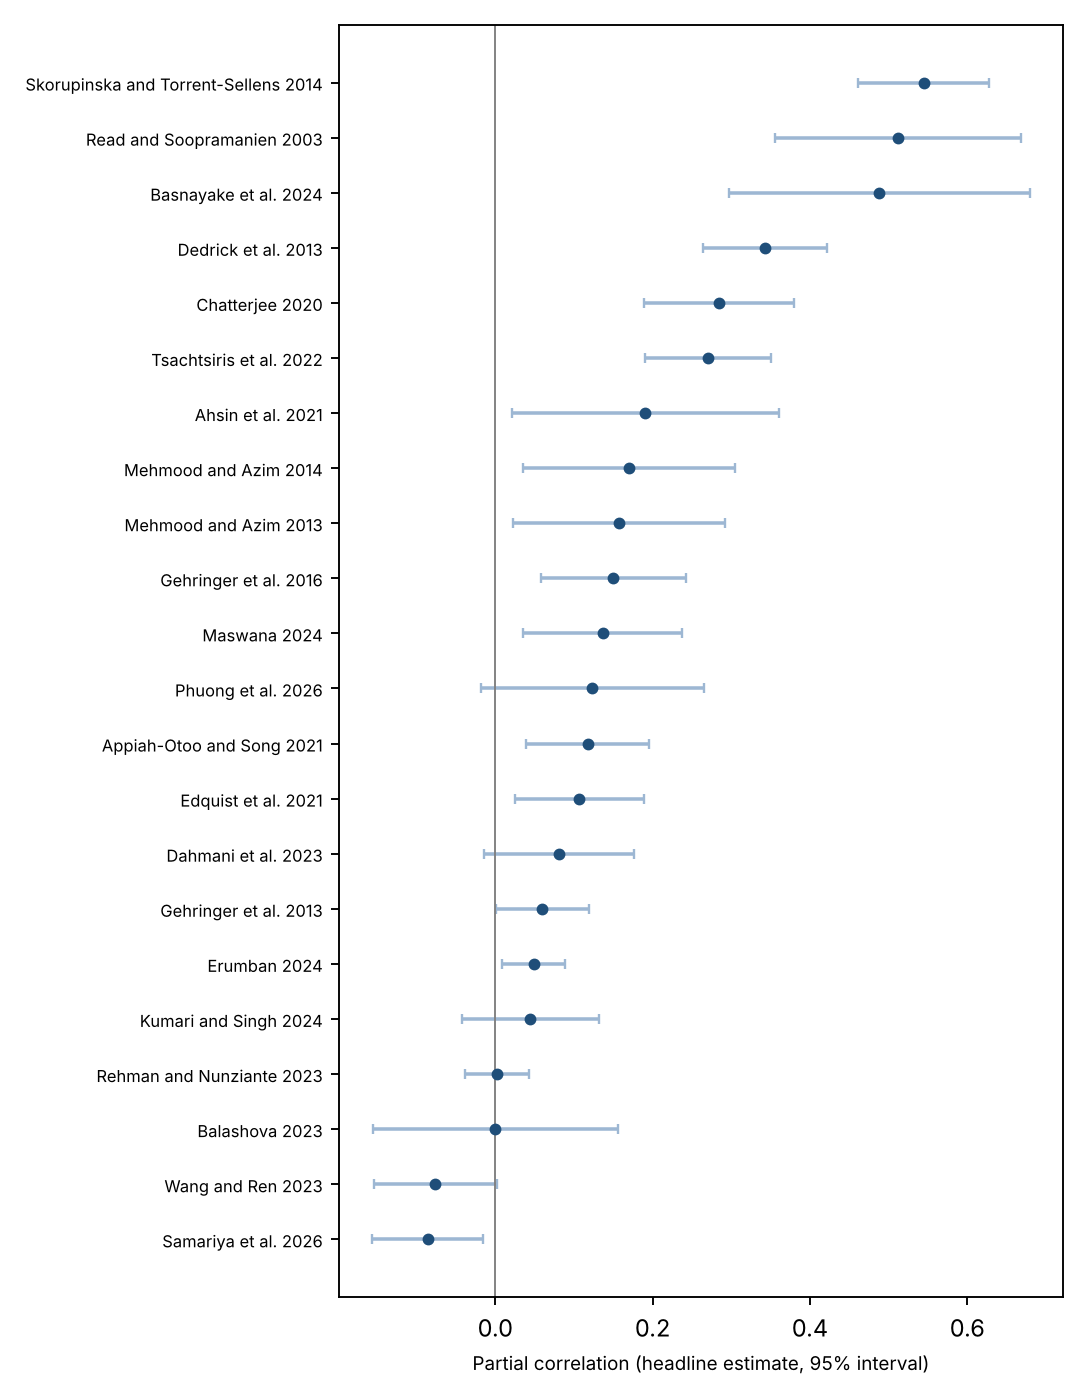 Skorupinska and Torrent-Sellens 2014
Read and Soopramanien 2003
Basnayake et al. 2024
Dedrick et al. 2013
Chatterjee 2020
Tsachtsiris et al. 2022
Ahsin et al. 2021
Mehmood and Azim 2014
Mehmood and Azim 2013
Gehringer et al. 2016
Maswana 2024
Phuong et al. 2026
Appiah-Otoo and Song 2021
Edquist et al. 2021
Dahmani et al. 2023
Gehringer et al. 2013
Erumban 2024
Kumari and Singh 2024
Rehman and Nunziante 2023
Balashova 2023
Wang and Ren 2023
Samariya et al. 2026
0.0 0.2 0.4 0.6
Partial correlation (headline estimate, 95% interval)